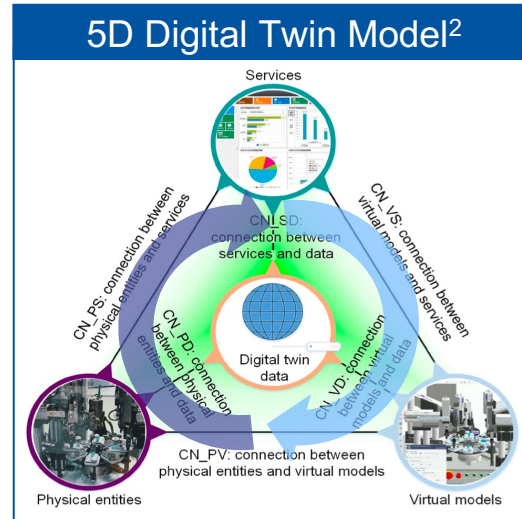 5D Digital Twin Model²
Services
CN_PS: connection between
physical entities and services
CN_VS: connection between
virtual models and services
CN_SD:
connection between
services and data
CN_PD: connection
between physical
entities and data
Digital twin
data
CN_VD: connection
between virtual
models and data
CN_PV: connection between
physical entities and virtual models
Physical entities
Virtual models